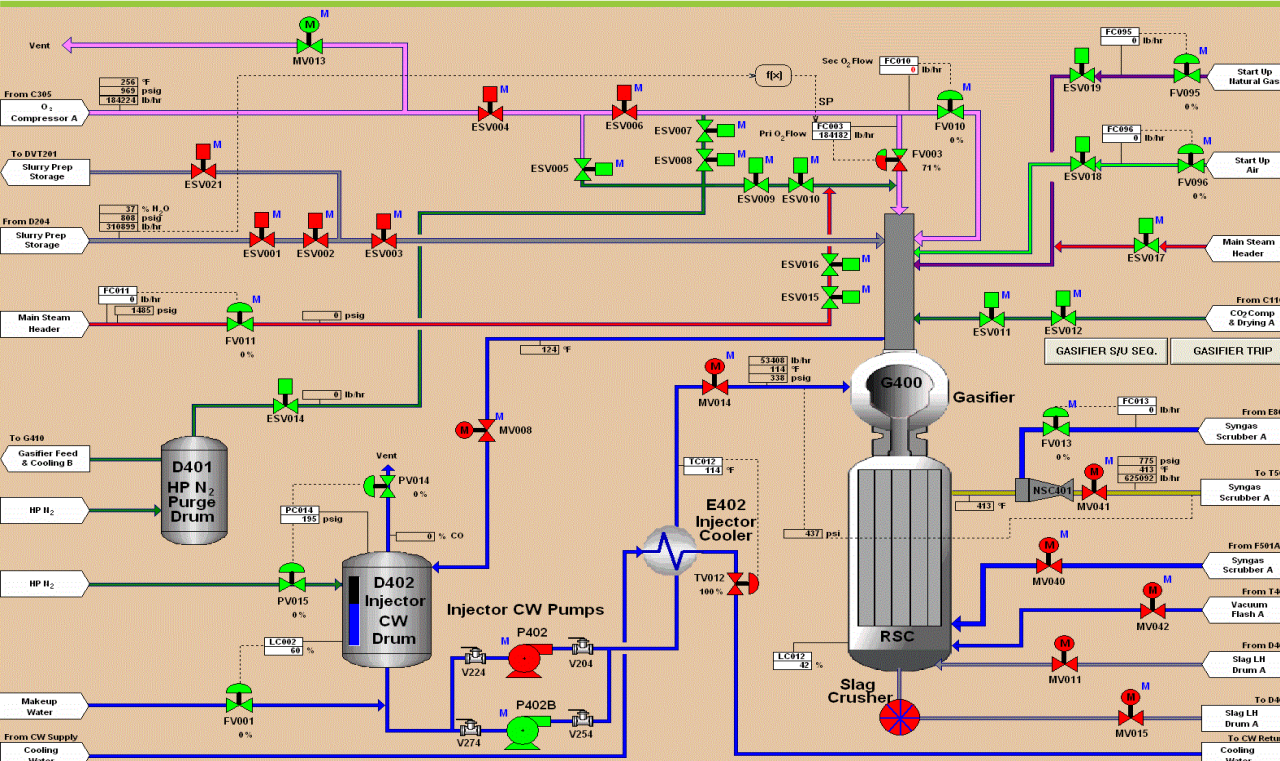 M
M
Vent
MV013
256 °F
969 psig
184224 lb/hr
From C305
O₂
Compressor A
M
ESV004
M
ESV006
f(x)
SP
Sec O₂ Flow
FC010
0 lb/hr
M
FV010
0%
Pri O₂ Flow
FC003
184182 lb/hr
FV003
71%
M
ESV007
M
ESV008
M
ESV005
M
ESV009
M
ESV010
FC095
0 lb/hr
M
ESV019
M
FV095
0%
Start Up
Natural Gas
FC096
0 lb/hr
M
ESV018
M
FV096
0%
Start Up
Air
To DVT201
Slurry Prep
Storage
M
ESV021
37 % H₂O
808 psig
310899 lb/hr
From D204
Slurry Prep
Storage
M
ESV001
M
ESV002
M
ESV003
M
ESV016
M
ESV015
M
ESV017
Main Steam
Header
FC011
0 lb/hr
1485 psig
Main Steam
Header
M
FV011
0%
0 psig
M
ESV011
M
ESV012
CO₂ Comp
& Drying A
GASIFIER S/U SEQ.
GASIFIER TRIP
124 °F
M
ESV014
0 lb/hr
M
M
MV008
M
M
MV014
53408 lb/hr
114 °F
338 psig
G400
Gasifier
FC013
0 lb/hr
M
FV013
0%
Syngas
Scrubber A
To G410
Gasifier Feed
& Cooling B
D401
HP N₂
Purge
Drum
HP N₂
Vent
M
PV014
0%
PC014
195 psig
0 % CO
TC012
114 °F
E402
Injector
Cooler
437 psi
413 °F
NSC401
M
M
MV041
775 psig
413 °F
625092 lb/hr
Syngas
Scrubber A
HP N₂
M
PV015
0%
D402
Injector
CW
Drum
M
TV012
100%
From F501A
Syngas
Scrubber A
M
M
MV040
Vacuum
Flash A
M
M
MV042
RSC
Injector CW Pumps
LC002
60 %
M
P402
V224
V204
LC012
42 %
M
M
MV011
Slag LH
Drum A
Makeup
Water
M
FV001
0%
M
P402B
V274
V254
Slag
Crusher
M
M
MV015
Slag LH
Drum A
From CW Supply
Cooling
Water
Cooling
Water